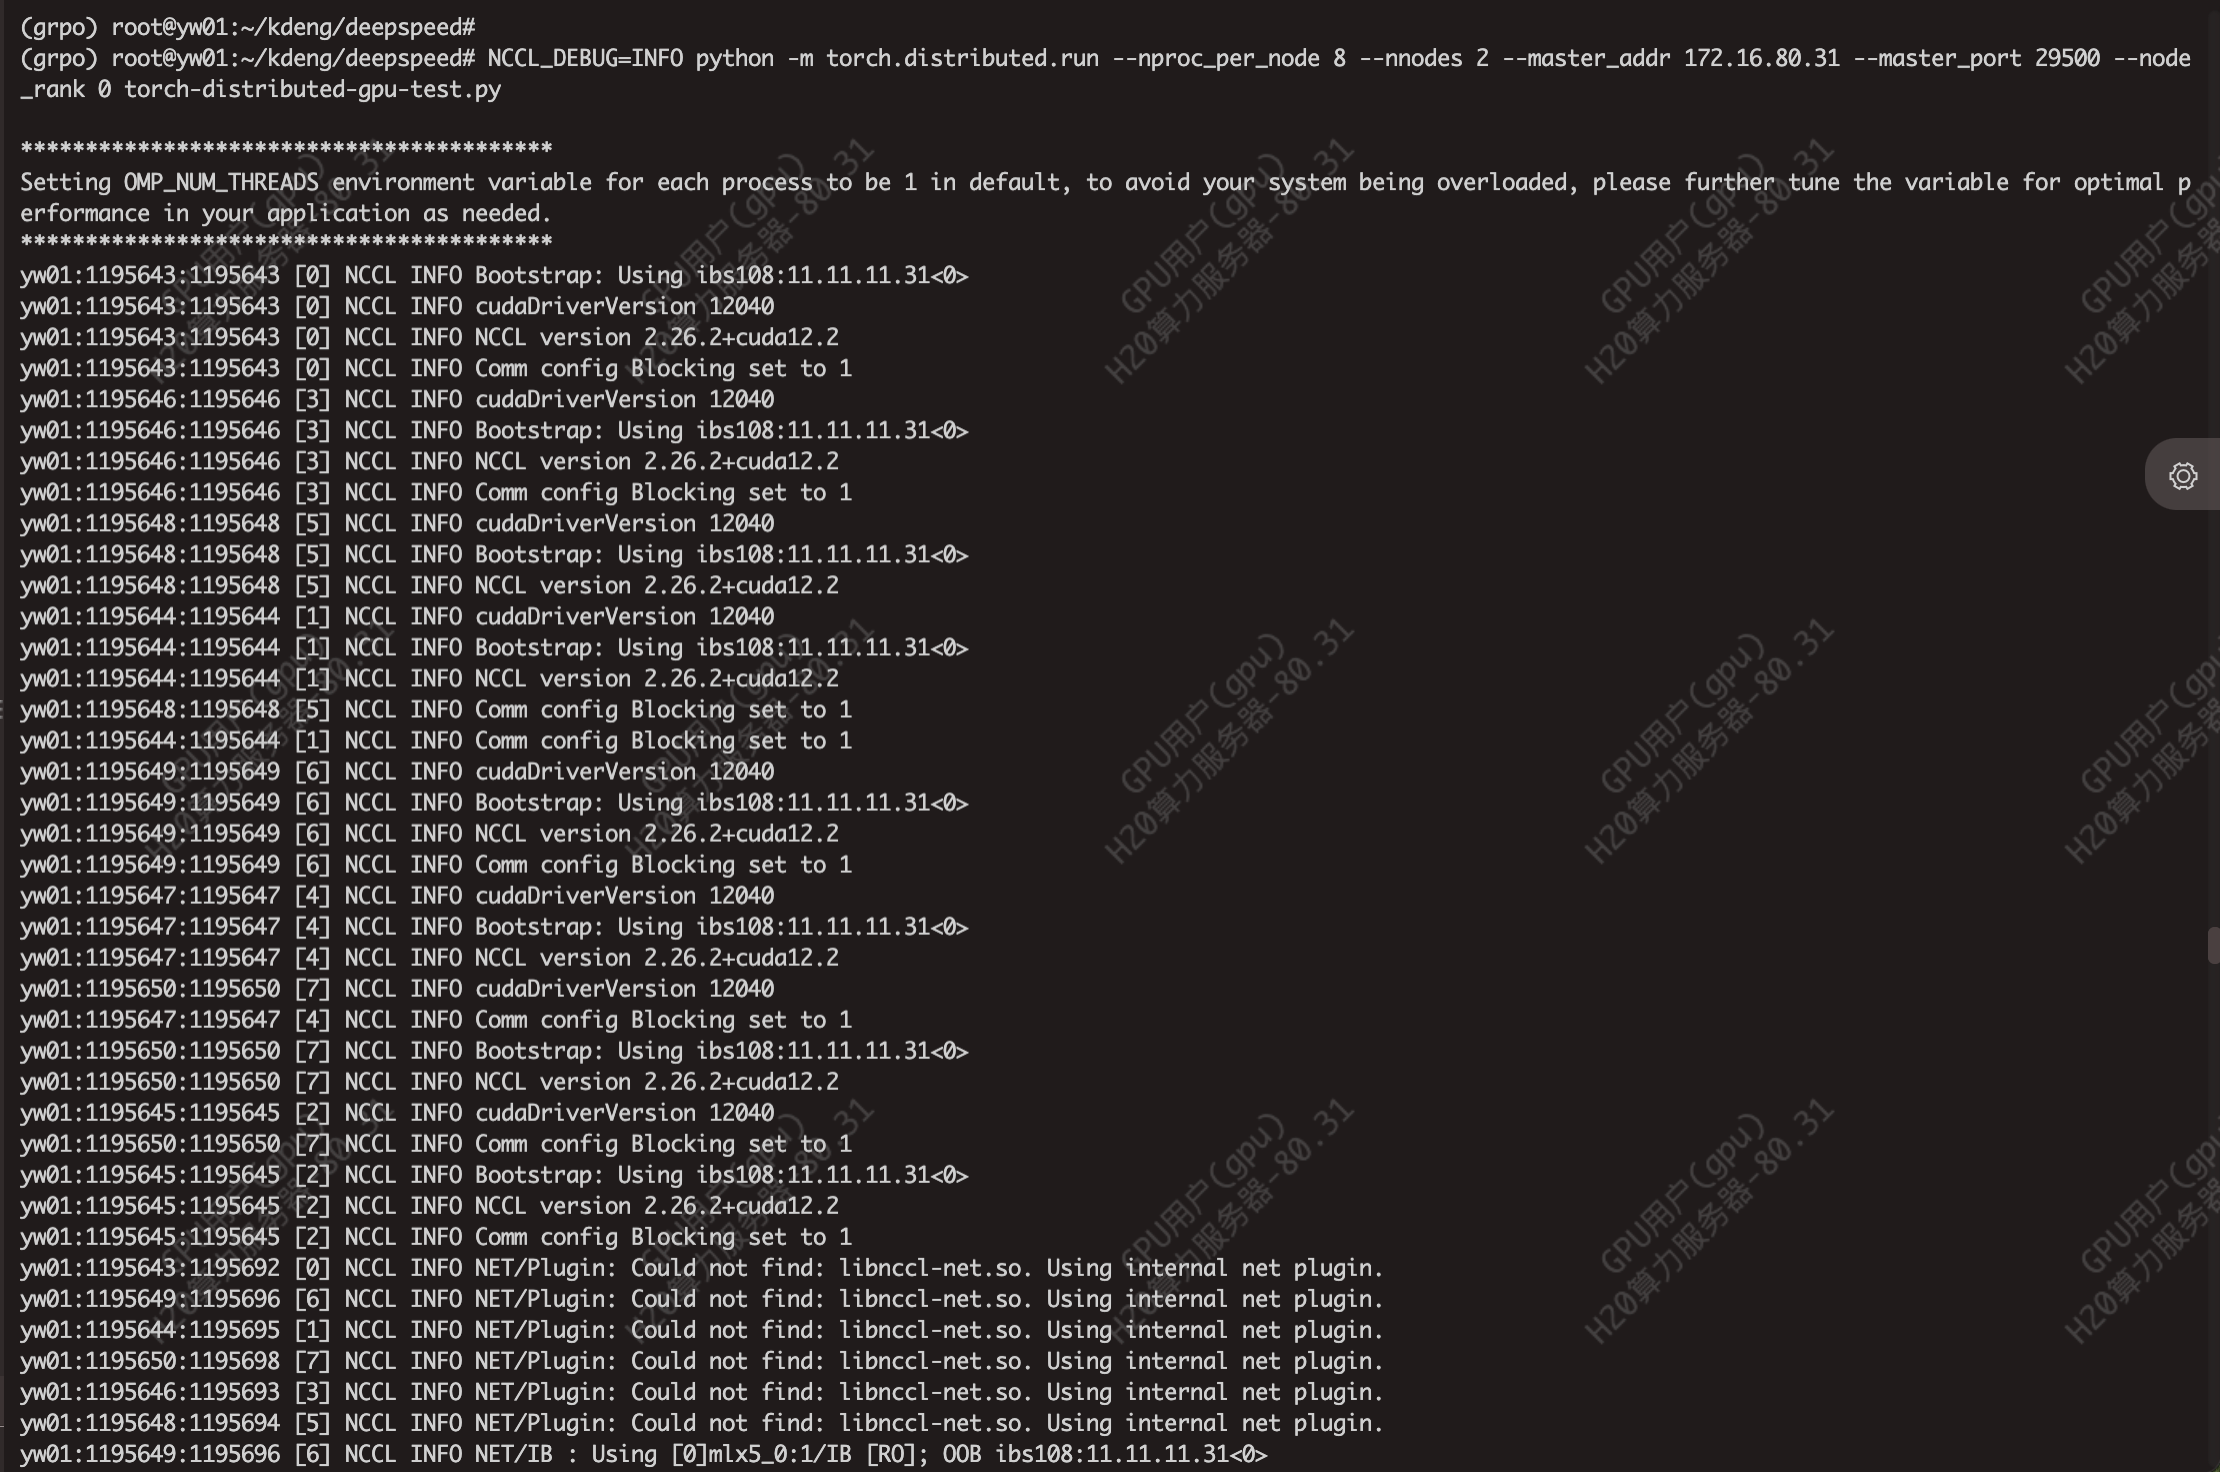 (grpo) root@yw01:~/kdeng/deepspeed#
(grpo) root@yw01:~/kdeng/deepspeed# NCCL_DEBUG=INFO python -m torch.distributed.run --nproc_per_node 8 --nnodes 2 --master_addr 172.16.80.31 --master_port 29500 --node
_rank 0 torch-distributed-gpu-test.py
*****************************************
Setting OMP_NUM_THREADS environment variable for each process to be 1 in default, to avoid your system being overloaded, please further tune the variable for optimal p
erformance in your application as needed.
*****************************************
yw01:1195643:1195643 [0] NCCL INFO Bootstrap: Using ibs108:11.11.11.31<0>
yw01:1195643:1195643 [0] NCCL INFO cudaDriverVersion 12040
yw01:1195643:1195643 [0] NCCL INFO NCCL version 2.26.2+cuda12.2
yw01:1195643:1195643 [0] NCCL INFO Comm config Blocking set to 1
yw01:1195646:1195646 [3] NCCL INFO cudaDriverVersion 12040
yw01:1195646:1195646 [3] NCCL INFO Bootstrap: Using ibs108:11.11.11.31<0>
yw01:1195646:1195646 [3] NCCL INFO NCCL version 2.26.2+cuda12.2
yw01:1195646:1195646 [3] NCCL INFO Comm config Blocking set to 1
yw01:1195648:1195648 [5] NCCL INFO cudaDriverVersion 12040
yw01:1195648:1195648 [5] NCCL INFO Bootstrap: Using ibs108:11.11.11.31<0>
yw01:1195648:1195648 [5] NCCL INFO NCCL version 2.26.2+cuda12.2
yw01:1195644:1195644 [1] NCCL INFO cudaDriverVersion 12040
yw01:1195644:1195644 [1] NCCL INFO Bootstrap: Using ibs108:11.11.11.31<0>
yw01:1195644:1195644 [1] NCCL INFO NCCL version 2.26.2+cuda12.2
yw01:1195648:1195648 [5] NCCL INFO Comm config Blocking set to 1
yw01:1195644:1195644 [1] NCCL INFO Comm config Blocking set to 1
yw01:1195649:1195649 [6] NCCL INFO cudaDriverVersion 12040
yw01:1195649:1195649 [6] NCCL INFO Bootstrap: Using ibs108:11.11.11.31<0>
yw01:1195649:1195649 [6] NCCL INFO NCCL version 2.26.2+cuda12.2
yw01:1195649:1195649 [6] NCCL INFO Comm config Blocking set to 1
yw01:1195647:1195647 [4] NCCL INFO cudaDriverVersion 12040
yw01:1195647:1195647 [4] NCCL INFO Bootstrap: Using ibs108:11.11.11.31<0>
yw01:1195647:1195647 [4] NCCL INFO NCCL version 2.26.2+cuda12.2
yw01:1195650:1195650 [7] NCCL INFO cudaDriverVersion 12040
yw01:1195647:1195647 [4] NCCL INFO Comm config Blocking set to 1
yw01:1195650:1195650 [7] NCCL INFO Bootstrap: Using ibs108:11.11.11.31<0>
yw01:1195650:1195650 [7] NCCL INFO NCCL version 2.26.2+cuda12.2
yw01:1195645:1195645 [2] NCCL INFO cudaDriverVersion 12040
yw01:1195650:1195650 [7] NCCL INFO Comm config Blocking set to 1
yw01:1195645:1195645 [2] NCCL INFO Bootstrap: Using ibs108:11.11.11.31<0>
yw01:1195645:1195645 [2] NCCL INFO NCCL version 2.26.2+cuda12.2
yw01:1195645:1195645 [2] NCCL INFO Comm config Blocking set to 1
yw01:1195643:1195692 [0] NCCL INFO NET/Plugin: Could not find: libnccl-net.so. Using internal net plugin.
yw01:1195649:1195696 [6] NCCL INFO NET/Plugin: Could not find: libnccl-net.so. Using internal net plugin.
yw01:1195644:1195695 [1] NCCL INFO NET/Plugin: Could not find: libnccl-net.so. Using internal net plugin.
yw01:1195650:1195698 [7] NCCL INFO NET/Plugin: Could not find: libnccl-net.so. Using internal net plugin.
yw01:1195646:1195693 [3] NCCL INFO NET/Plugin: Could not find: libnccl-net.so. Using internal net plugin.
yw01:1195648:1195694 [5] NCCL INFO NET/Plugin: Could not find: libnccl-net.so. Using internal net plugin.
yw01:1195649:1195696 [6] NCCL INFO NET/IB : Using [0]mlx5_0:1/IB [RO]; OOB ibs108:11.11.11.31<0>
GPU用户(gpu)
H20算力服务器-80.31